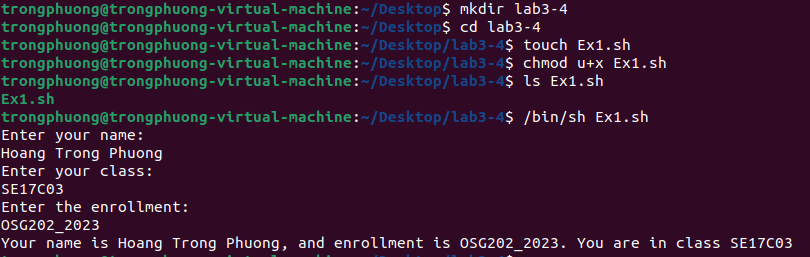 trongphuong@trongphuong-virtual-machine:~/Desktop$ mkdir lab3-4
trongphuong@trongphuong-virtual-machine:~/Desktop$ cd lab3-4
trongphuong@trongphuong-virtual-machine:~/Desktop/lab3-4$ touch Ex1.sh
trongphuong@trongphuong-virtual-machine:~/Desktop/lab3-4$ chmod u+x Ex1.sh
trongphuong@trongphuong-virtual-machine:~/Desktop/lab3-4$ ls Ex1.sh
Ex1.sh
trongphuong@trongphuong-virtual-machine:~/Desktop/lab3-4$ /bin/sh Ex1.sh
Enter your name:
Hoang Trong Phuong
Enter your class:
SE17C03
Enter the enrollment:
OSG202_2023
Your name is Hoang Trong Phuong, and enrollment is OSG202_2023. You are in class SE17C03